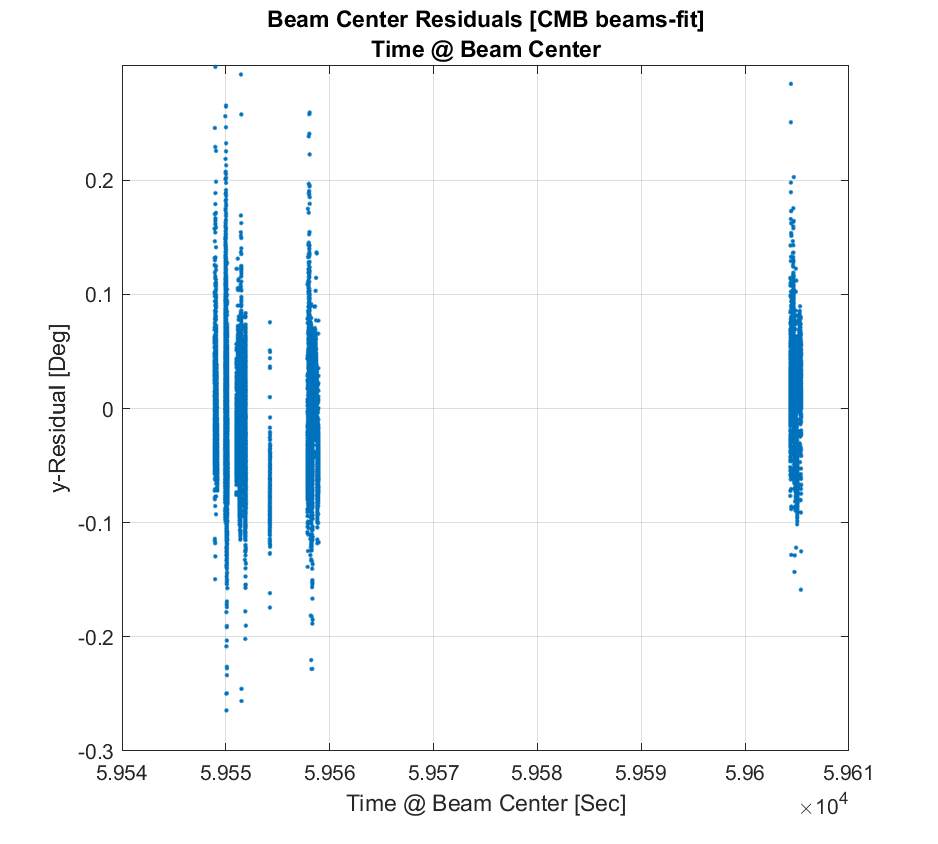 Beam Center Residuals [CMB beams-fit]
Time @ Beam Center
y-Residual [Deg]
0.2
0.1
0
-0.1
-0.2
-0.3
5.954 5.955 5.956 5.957 5.958 5.959 5.96 5.961
Time @ Beam Center [Sec]
×10⁴